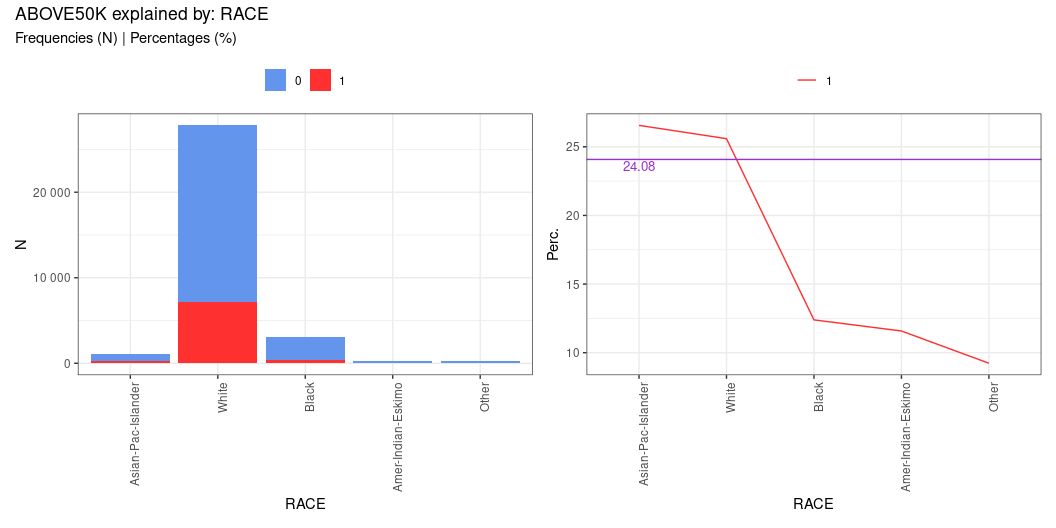 ABOVE50K explained by: RACE
Frequencies (N) | Percentages (%)
0 1
N
20 000
10 000
0
Asian-Pac-Islander
White
Black
Amer-Indian-Eskimo
Other
RACE
1
Perc.
25
20
15
10
24.08
Asian-Pac-Islander
White
Black
Amer-Indian-Eskimo
Other
RACE